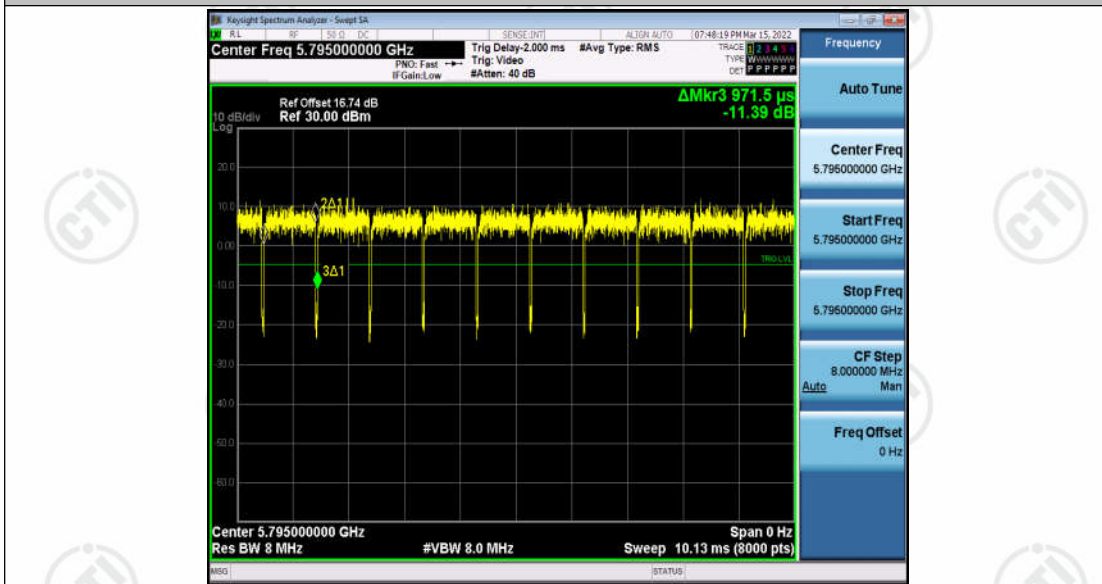 Keysight Spectrum Analyzer - Swept SA
RL RF 50 Ω DC SENSE:INT ALIGN AUTO 07:48:19 PM Mar 15, 2022
Center Freq 5.795000000 GHz
PNO: Fast
IFGain:Low
Trig Delay-2.000 ms
Trig: Video
#Atten: 40 dB
#Avg Type: RMS
TRACE 1 2 3 4 5 6
TYPE WWWWWW
DET P P P P P P
Frequency
Auto Tune
Center Freq
5.795000000 GHz
Start Freq
5.795000000 GHz
Stop Freq
5.795000000 GHz
CF Step
8.000000 MHz
Auto Man
Freq Offset
0 Hz
ΔMkr3 971.5 µs
-11.39 dB
Ref Offset 16.74 dB
10 dB/div Ref 30.00 dBm
Log
20.0
10.0
0.00
-10.0
-20.0
-30.0
-40.0
-50.0
-60.0
2Δ1
3Δ1
TRIG LVL
Center 5.795000000 GHz
Span 0 Hz
Res BW 8 MHz
#VBW 8.0 MHz
Sweep 10.13 ms (8000 pts)
MSG
STATUS
CTI
CTI